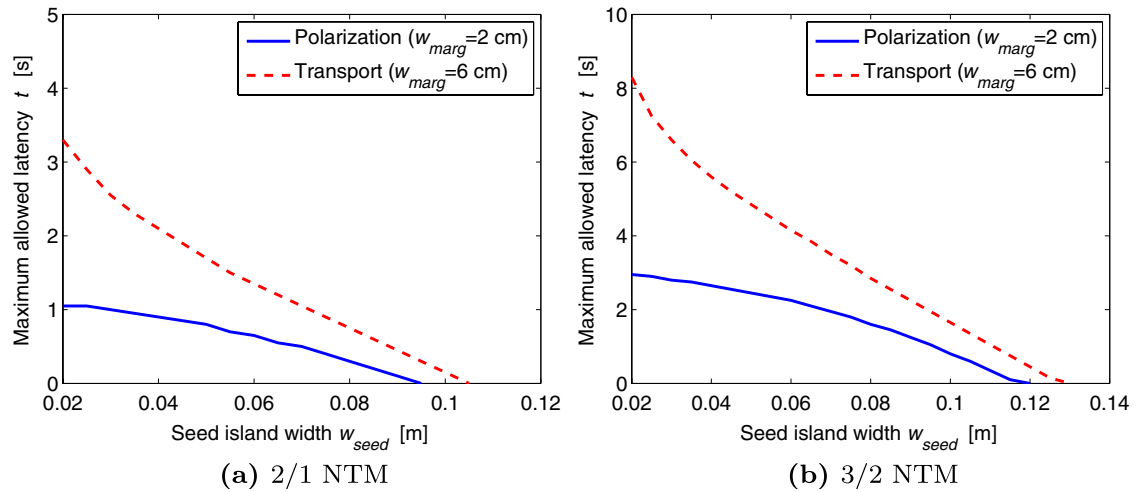 5
4
3
2
1
0
Maximum allowed latency t [s]
Polarization (w_marg=2 cm)
Transport (w_marg=6 cm)
0.02 0.04 0.06 0.08 0.1 0.12
Seed island width w_seed [m]
(a) 2/1 NTM
10
8
6
4
2
0
Maximum allowed latency t [s]
Polarization (w_marg=2 cm)
Transport (w_marg=6 cm)
0.02 0.04 0.06 0.08 0.1 0.12 0.14
Seed island width w_seed [m]
(b) 3/2 NTM